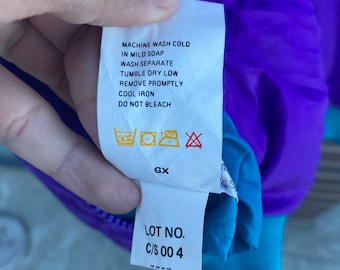 MACHINE WASH COLD
IN MILD SOAP
WASH SEPARATE
TUMBLE DRY LOW
REMOVE PROMPTLY
COOL IRON
DO NOT BLEACH
GX
LOT NO.
C/S 00 4